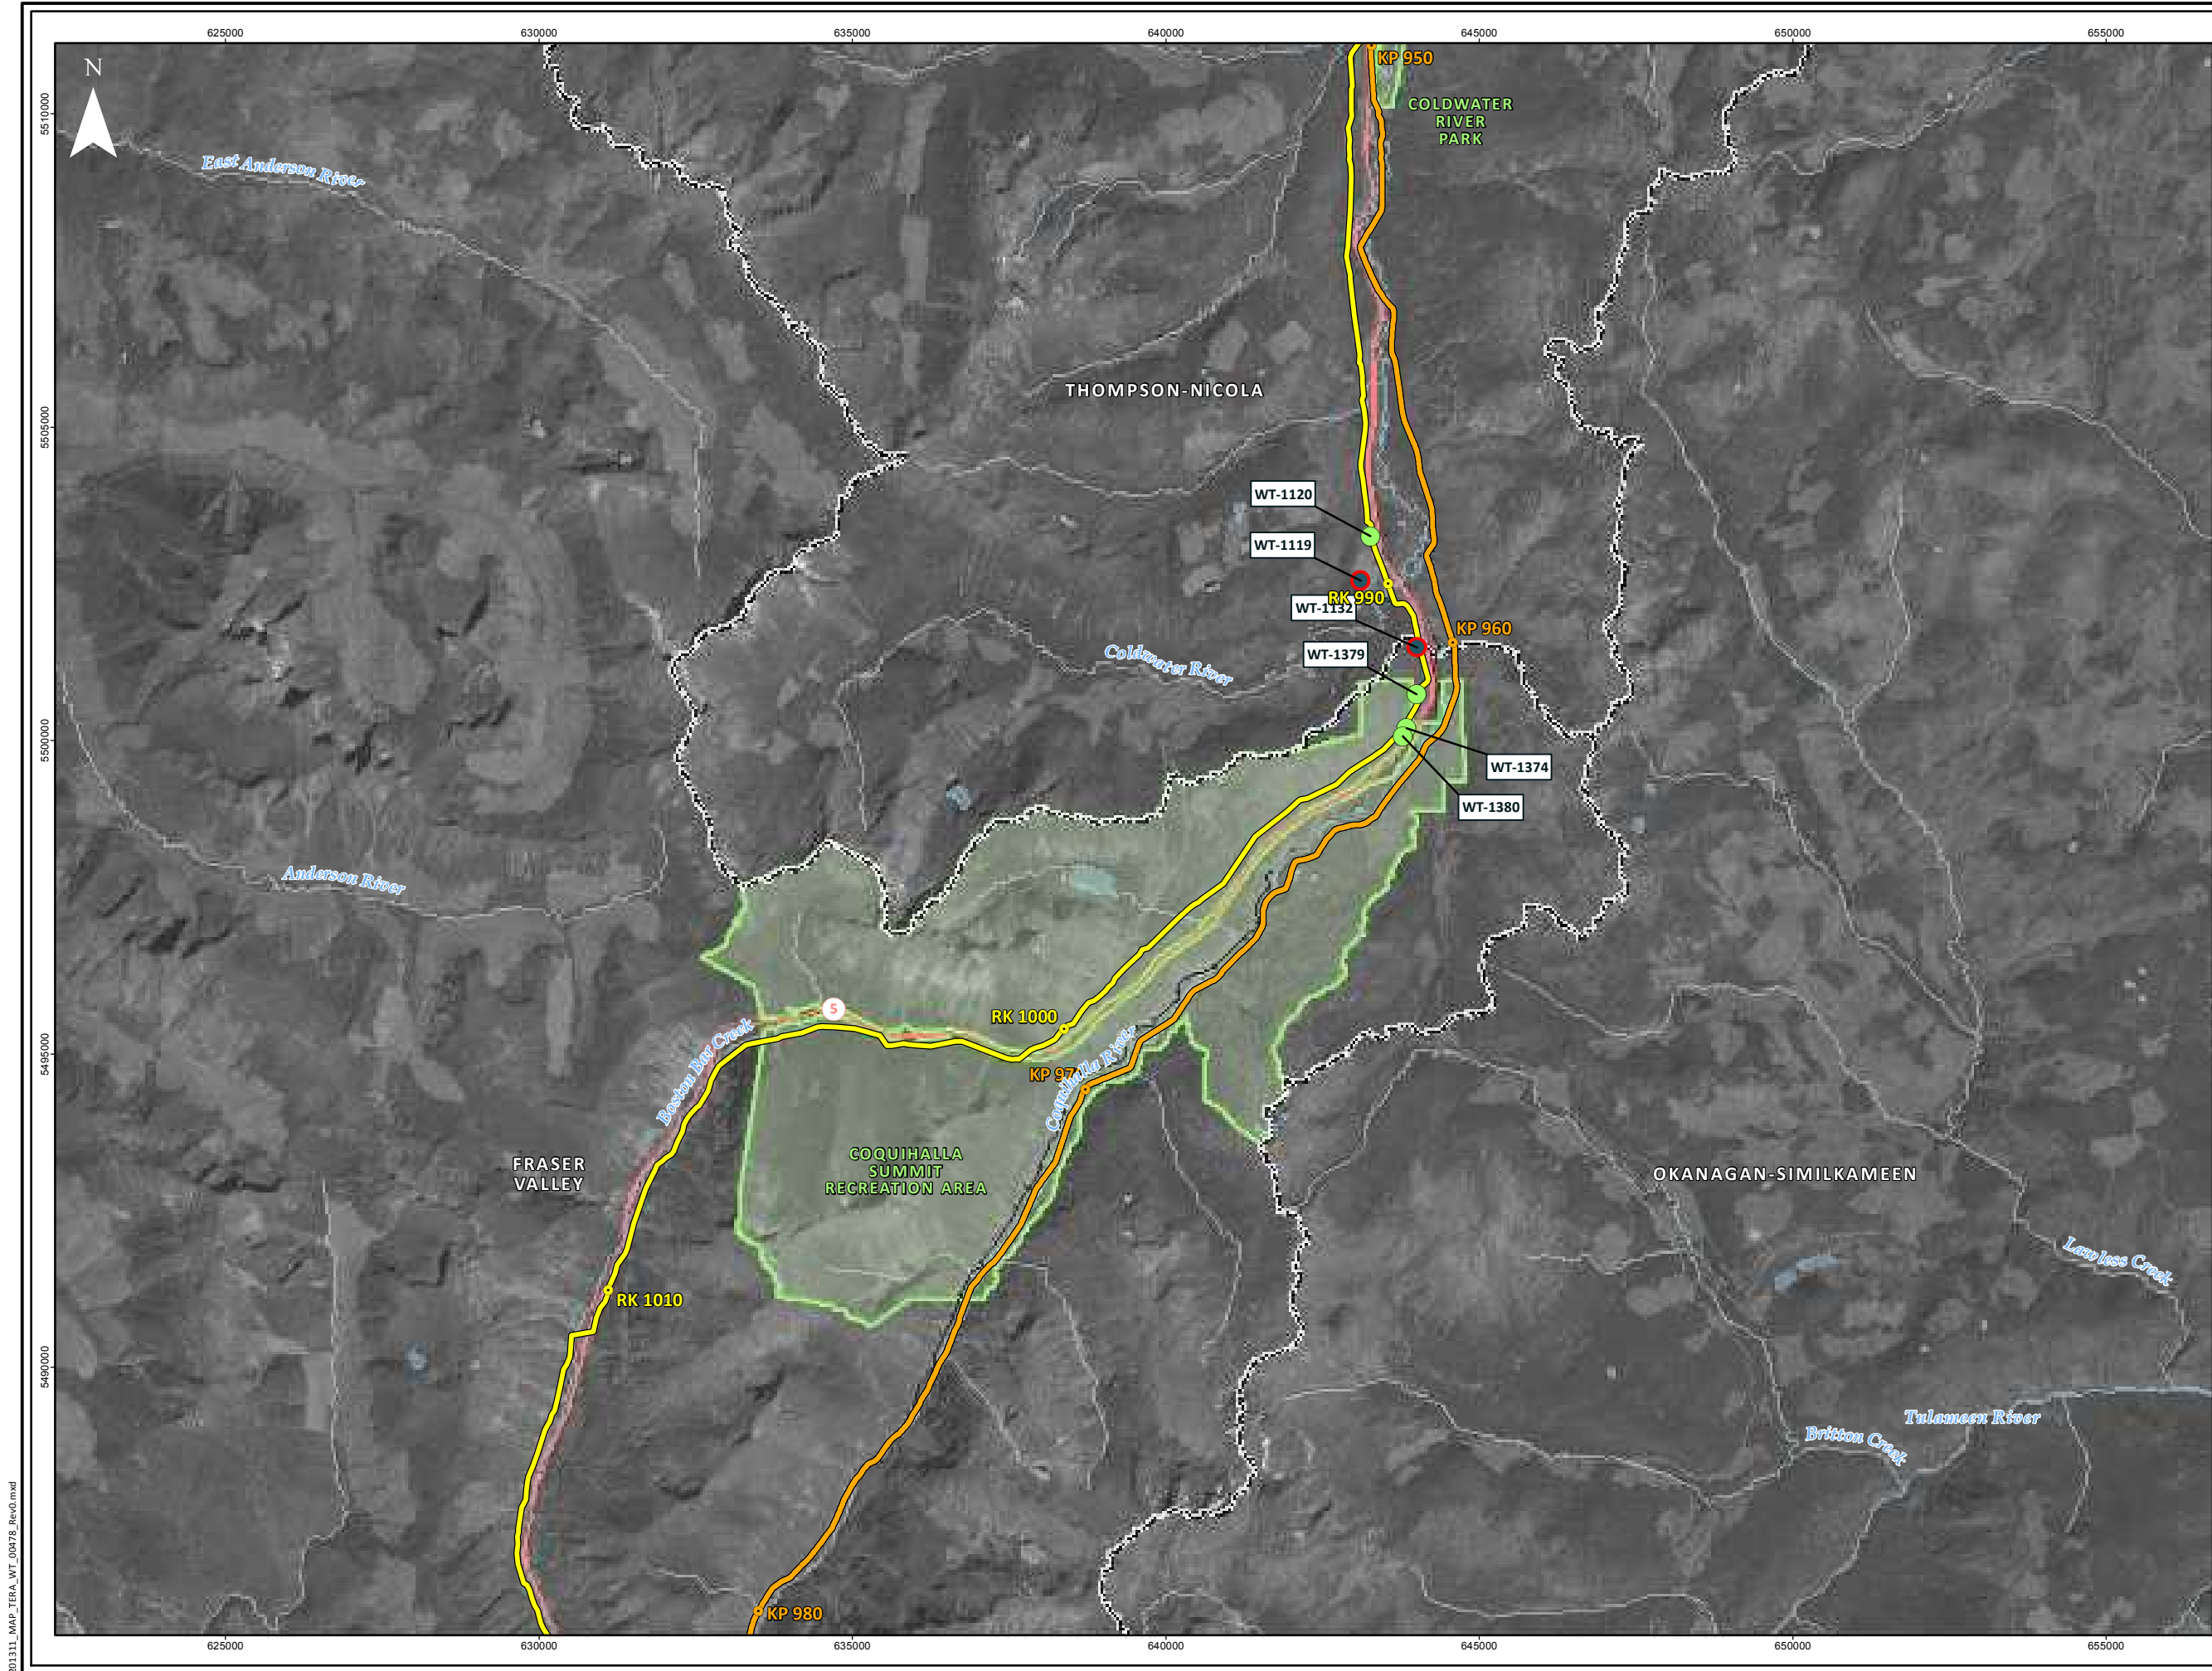 625000
630000
635000
640000
645000
650000
655000
N
KP 950
COLDWATER
RIVER
PARK
5510000
East Anderson River
THOMPSON-NICOLA
5505000
WT-1120
WT-1119
RK 990
WT-1132
KP 960
Coldwater River
WT-1379
5500000
WT-1374
WT-1380
Anderson River
5
RK 1000
Boston Bar Creek
5495000
Coquihalla River
KP 97
COQUIHALLA
SUMMIT
RECREATION AREA
FRASER
VALLEY
OKANAGAN-SIMILKAMEEN
Lawless Creek
RK 1010
5490000
Tulameen River
Britton Creek
KP 980
201311_MAP_TERA_WT_00478_Rev0.mxd
625000
630000
635000
640000
645000
650000
655000